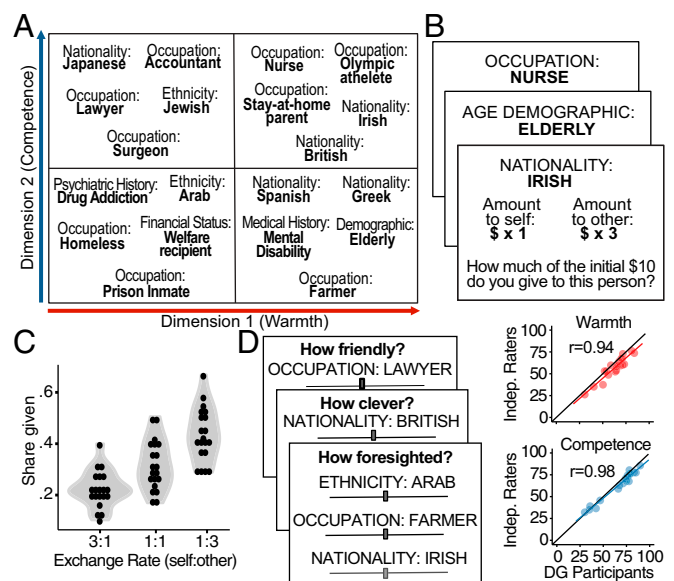 A
Dimension 2 (Competence)
Nationality:
Japanese
Occupation:
Accountant
Occupation:
Lawyer
Ethnicity:
Jewish
Occupation:
Surgeon
Occupation:
Nurse
Occupation:
Olympic
athelete
Occupation:
Stay-at-home
parent
Nationality:
Irish
Nationality:
British
Psychiatric History:
Drug Addiction
Ethnicity:
Arab
Occupation:
Homeless
Financial Status:
Welfare
recipient
Occupation:
Prison Inmate
Nationality:
Spanish
Nationality:
Greek
Medical History:
Mental
Disability
Demographic:
Elderly
Occupation:
Farmer
Dimension 1 (Warmth)
B
OCCUPATION:
NURSE
AGE DEMOGRAPHIC:
ELDERLY
NATIONALITY:
IRISH
Amount
to self:
$ x 1
Amount
to other:
$ x 3
How much of the initial $10
do you give to this person?
C
Share given
.6
.4
.2
3:1 1:1 1:3
Exchange Rate (self:other)
D
How friendly?
OCCUPATION: LAWYER
How clever?
NATIONALITY: BRITISH
How foresighted?
ETHNICITY: ARAB
OCCUPATION: FARMER
NATIONALITY: IRISH
Warmth
Indep. Raters
100
75
50
25
0
r=0.94
Competence
Indep. Raters
100
75
50
25
0
r=0.98
0 25 50 75 100
DG Participants